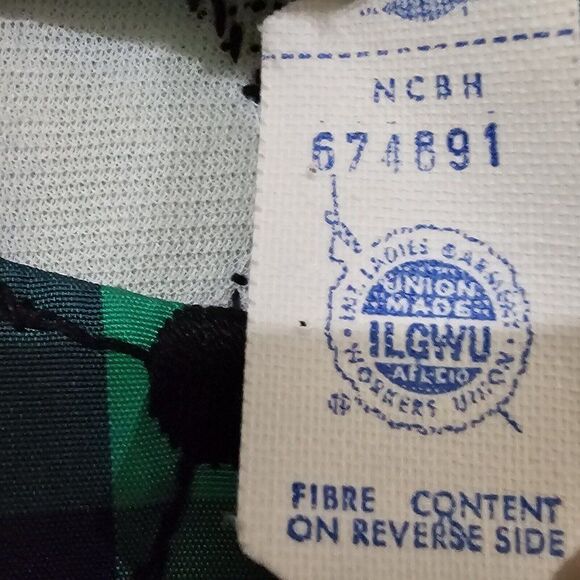 NCBH
674891
INT. LADIES GARMENT
UNION
MADE
ILGWU
AFL-CIO
WORKERS UNION
FIBRE CONTENT
ON REVERSE SIDE